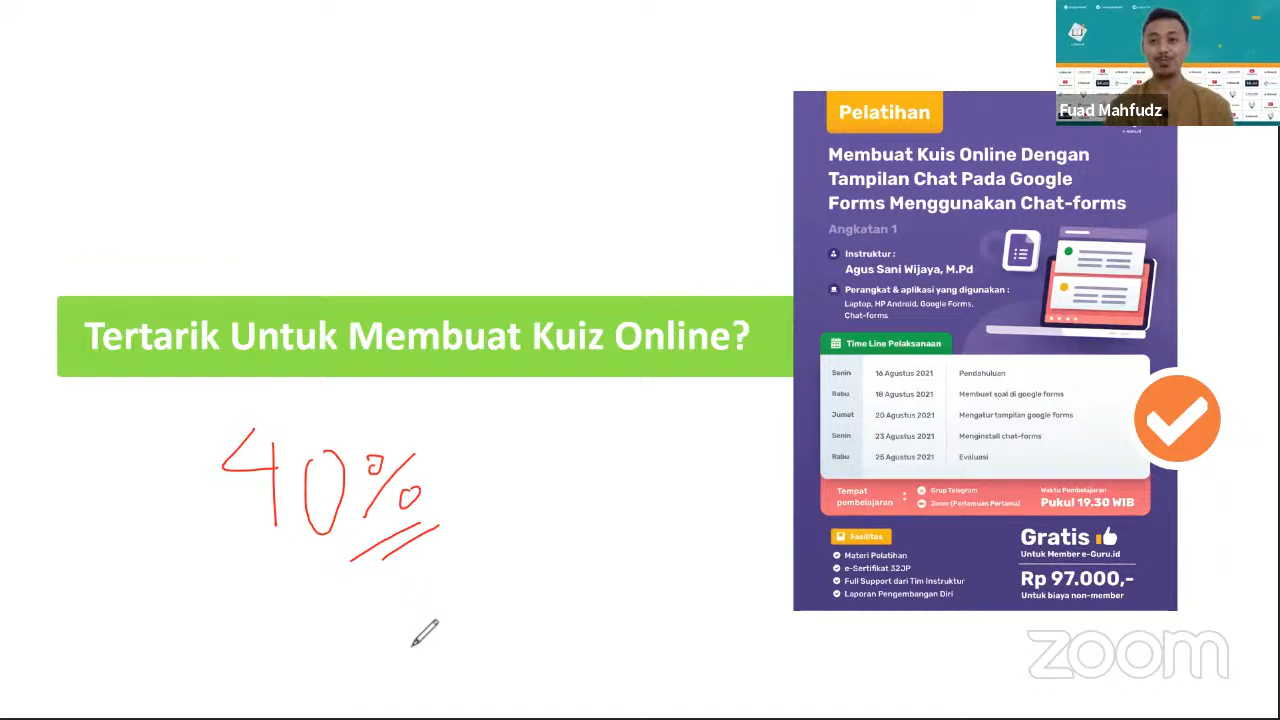 Fuad Mahfudz
Pelatihan
e-Guru.id
Membuat Kuis Online Dengan
Tampilan Chat Pada Google
Forms Menggunakan Chat-forms
Angkatan 1
Instruktur :
Agus Sani Wijaya, M.Pd
Perangkat & aplikasi yang digunakan :
Laptop, HP Android, Google Forms,
Chat-forms
Tertarik Untuk Membuat Kuiz Online?
Time Line Pelaksanaan
Senin 16 Agustus 2021 Pendahuluan
Rabu 18 Agustus 2021 Membuat soal di google forms
Jumat 20 Agustus 2021 Mengatur tampilan google forms
Senin 23 Agustus 2021 Menginstall chat-forms
Rabu 25 Agustus 2021 Evaluasi
40%
Tempat pembelajaran : Grup Telegram
Zoom (Pertemuan Pertama)
Waktu Pembelajaran
Pukul 19.30 WIB
Fasilitas
Materi Pelatihan
e-Sertifikat 32JP
Full Support dari Tim Instruktur
Laporan Pengembangan Diri
Gratis
Untuk Member e-Guru.id
Rp 97.000,-
Untuk biaya non-member
zoom